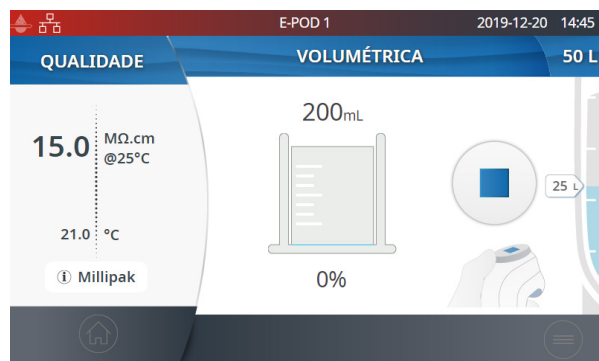 E-POD 1
2019-12-20 14:45
QUALIDADE
VOLUMÉTRICA
50 L
15.0 MΩ.cm
@25°C
21.0 °C
Millipak
200mL
0%
25 L